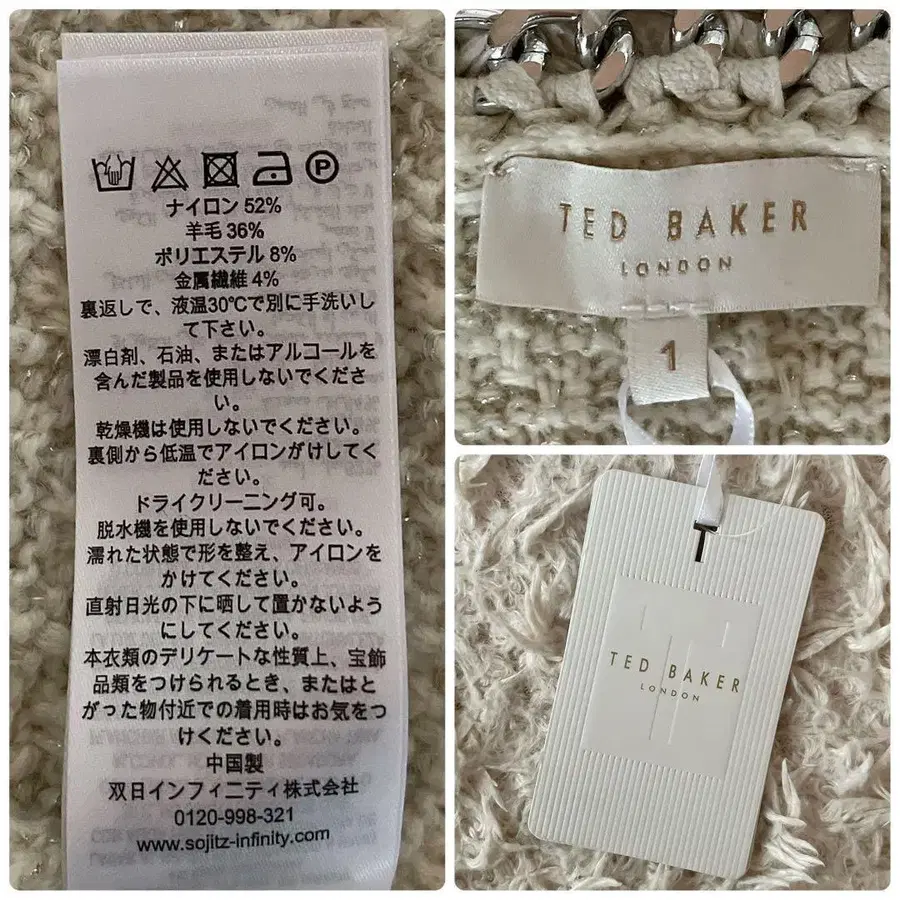 P
ナイロン 52%
羊毛 36%
ポリエステル 8%
金属繊維 4%
裏返しで、液温30℃で別に手洗いし
て下さい。
漂白剤、石油、またはアルコールを
含んだ製品を使用しないでくださ
い。
乾燥機は使用しないでください。
裏側から低温でアイロンがけしてく
ださい。
ドライクリーニング可。
脱水機を使用しないでください。
濡れた状態で形を整え、アイロンを
かけてください。
直射日光の下に晒して置かないよう
にしてください。
本衣類のデリケートな性質上、宝飾
品類をつけられるとき、またはと
がった物付近での着用時はお気をつ
けください。
中国製
双日インフィニティ株式会社
0120-998-321
www.sojitz-infinity.com
TED BAKER
LONDON
1
TED BAKER
LONDON